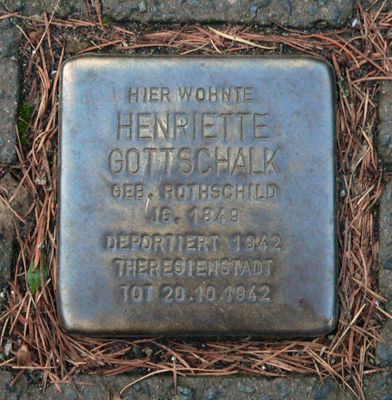 HIER WOHNTE
HENRIETTE
GOTTSCHALK
GEB. ROTHSCHILD
JG. 1849
DEPORTIERT 1942
THERESIENSTADT
TOT 20.10.1942